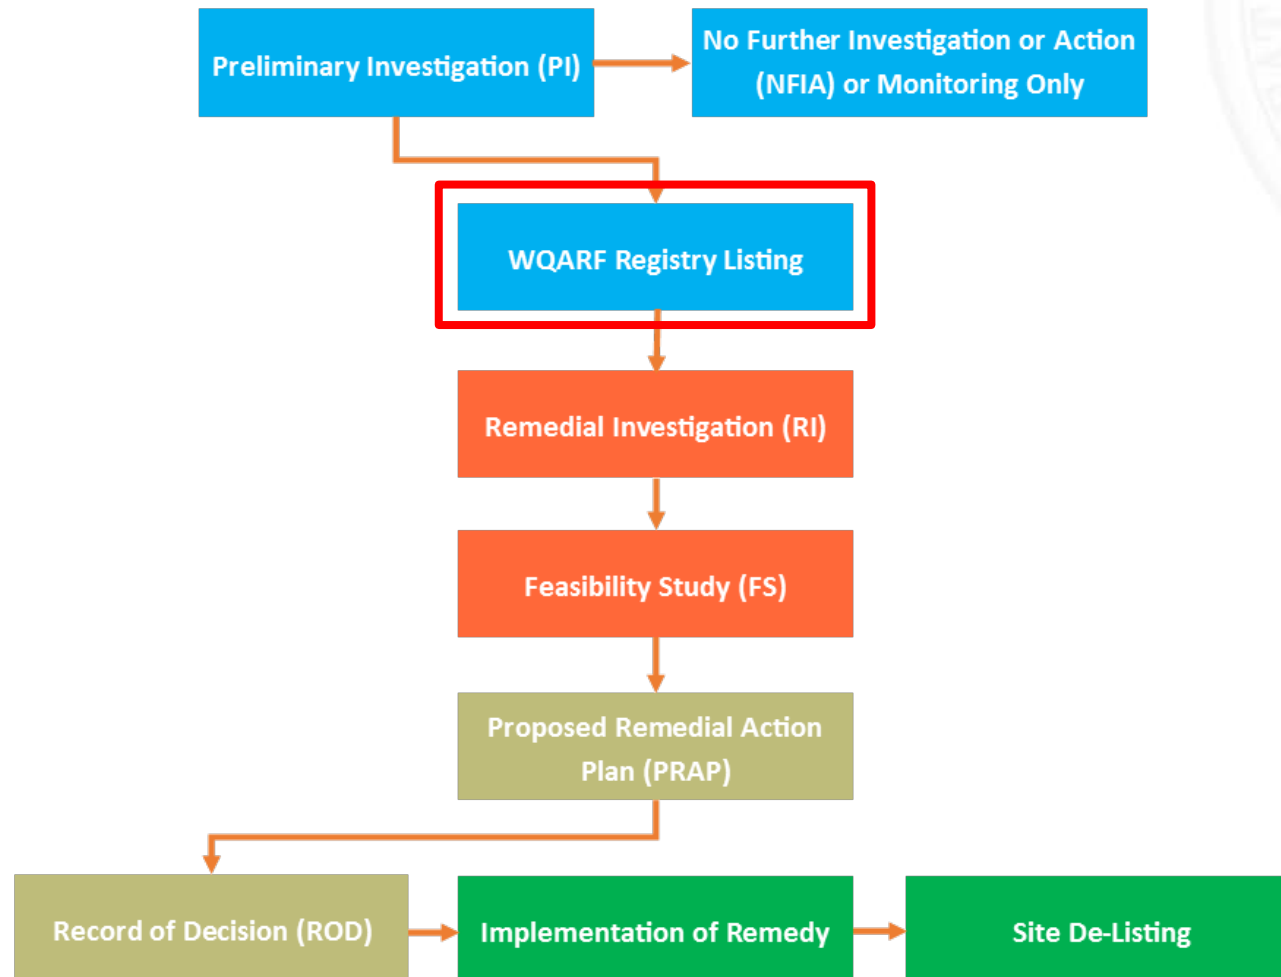 Preliminary Investigation (PI)
No Further Investigation or Action
(NFIA) or Monitoring Only
WQARF Registry Listing
Remedial Investigation (RI)
Feasibility Study (FS)
Proposed Remedial Action
Plan (PRAP)
Record of Decision (ROD)
Implementation of Remedy
Site De-Listing